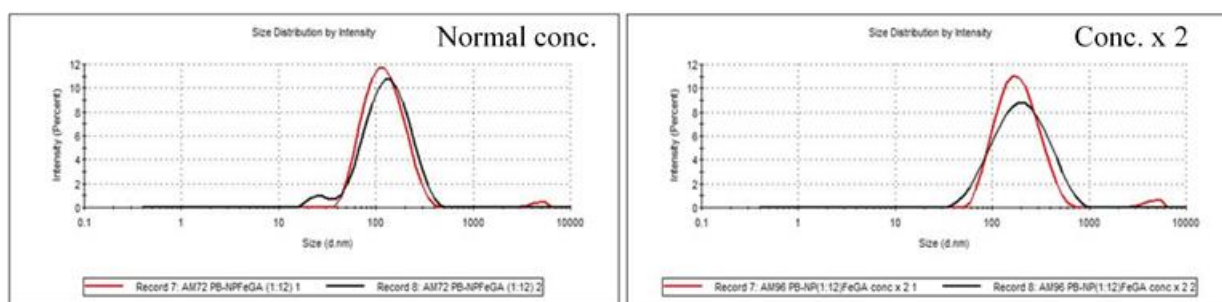 Size Distribution by Intensity
Normal conc.
12
10
8
6
4
2
0
Intensity (Percent)
0.1 1 10 100 1000 10000
Size (d.nm)
Record 7: AM72 PB-NPFeGA (1:12) 1
Record 8: AM72 PB-NPFeGA (1:12) 2
Size Distribution by Intensity
Conc. x 2
12
10
8
6
4
2
0
Intensity (Percent)
0.1 1 10 100 1000 10000
Size (d.nm)
Record 7: AM96 PB-NP(1:12)FeGA conc x 2 1
Record 8: AM96 PB-NP(1:12)FeGA conc x 2 2